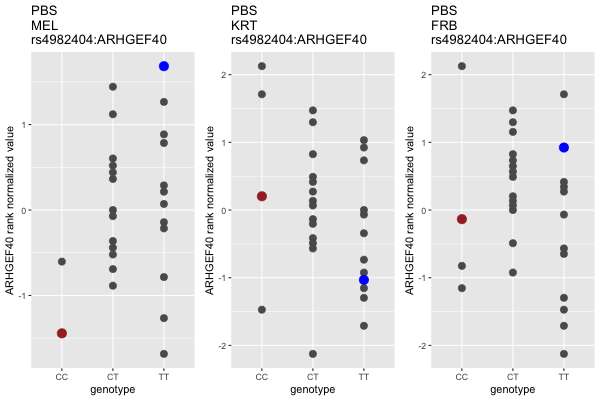 PBS
MEL
rs4982404:ARHGEF40
ARHGEF40 rank normalized value
1
0
-1
CC
CT
TT
genotype
PBS
KRT
rs4982404:ARHGEF40
ARHGEF40 rank normalized value
2
1
0
-1
-2
CC
CT
TT
genotype
PBS
FRB
rs4982404:ARHGEF40
ARHGEF40 rank normalized value
2
1
0
-1
-2
CC
CT
TT
genotype